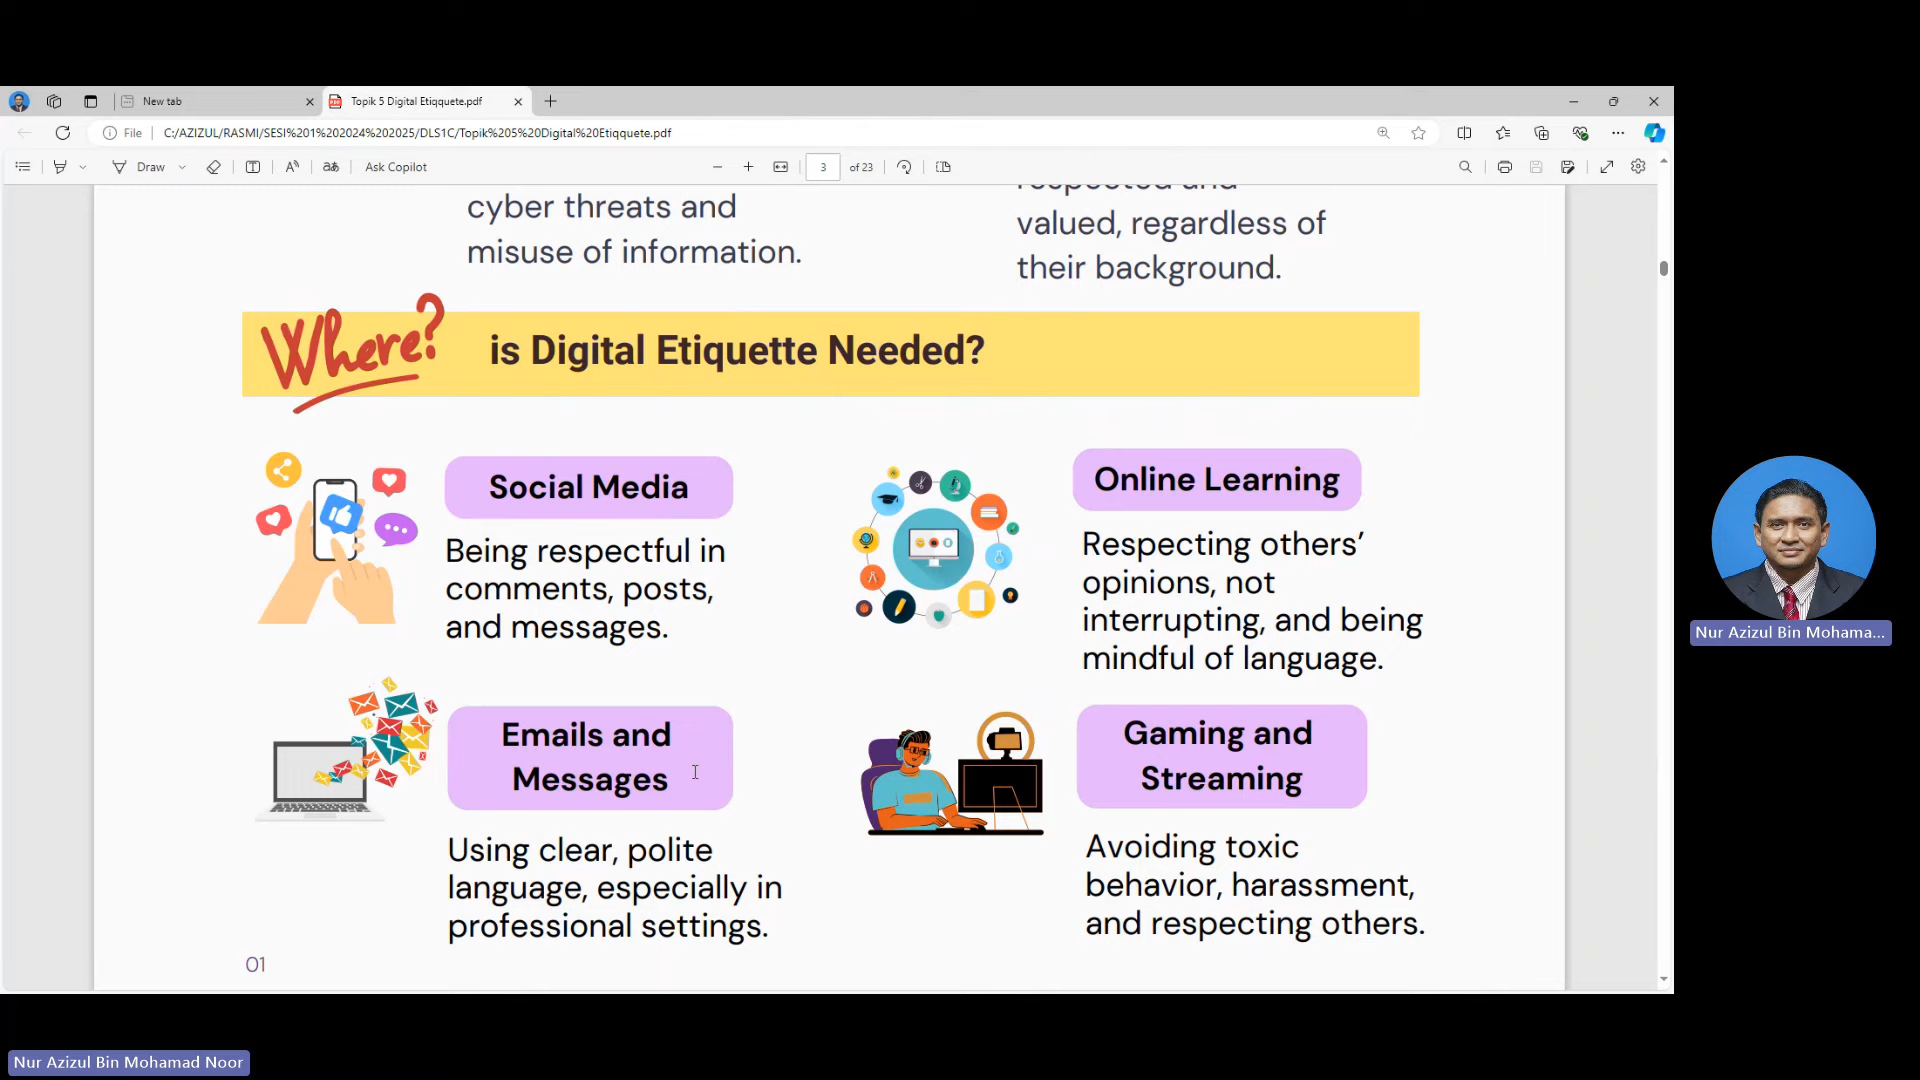 New tab
Topik 5 Digital Etiqquete.pdf
File
C:/AZIZUL/RASMI/SESI%201%202024%202025/DLS1C/Topik%205%20Digital%20Etiqquete.pdf
Draw
Ask Copilot
3
of 23
cyber threats and
misuse of information.
respected and
valued, regardless of
their background.
Where?
is Digital Etiquette Needed?
Social Media
Being respectful in
comments, posts,
and messages.
Online Learning
Respecting others’
opinions, not
interrupting, and being
mindful of language.
Emails and
Messages
Using clear, polite
language, especially in
professional settings.
Gaming and
Streaming
Avoiding toxic
behavior, harassment,
and respecting others.
01
Nur Azizul Bin Mohama...
Nur Azizul Bin Mohamad Noor